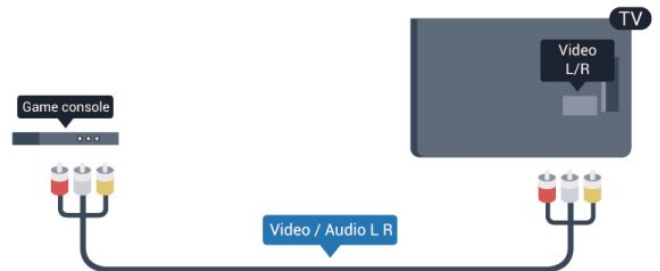 TV
Video
L/R
Game console
Video / Audio L R